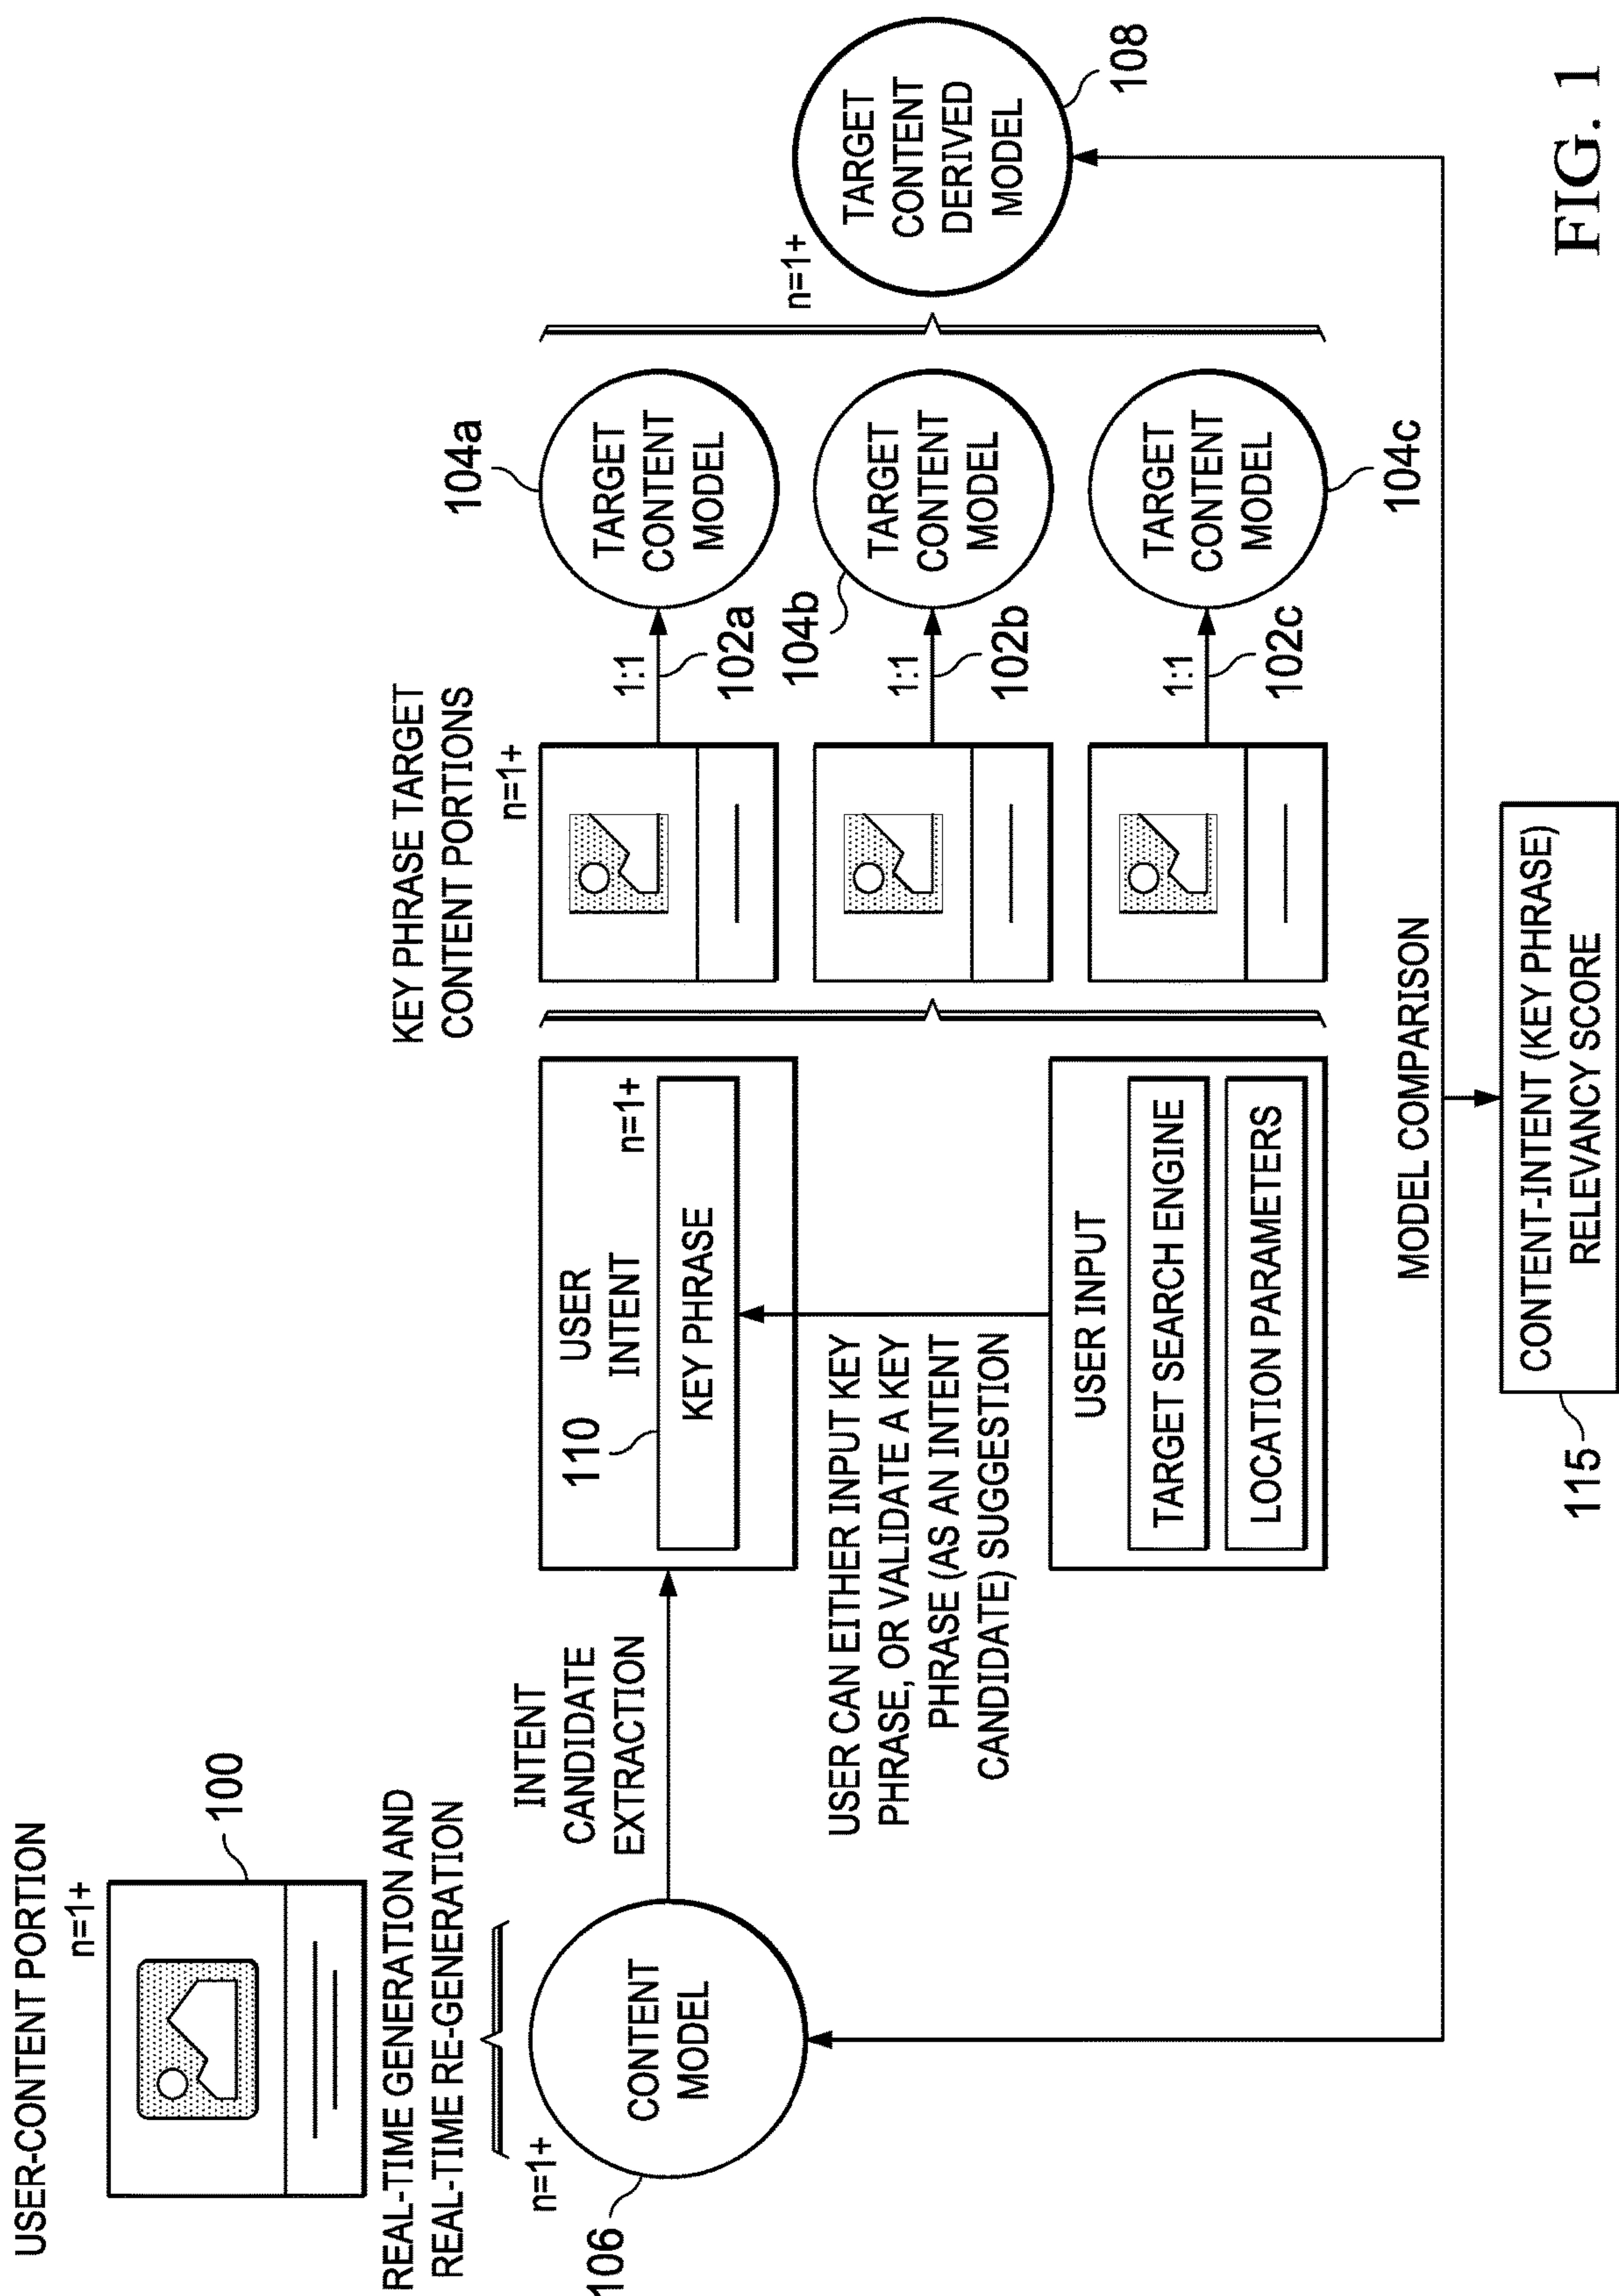 USER-CONTENT PORTION
n=1+
100
REAL-TIME GENERATION AND
REAL-TIME RE-GENERATION
n=1+
106
CONTENT
MODEL
INTENT
CANDIDATE
EXTRACTION
110
USER
INTENT
n=1+
KEY PHRASE
USER CAN EITHER INPUT KEY
PHRASE, OR VALIDATE A KEY
PHRASE (AS AN INTENT
CANDIDATE) SUGGESTION
USER INPUT
TARGET SEARCH ENGINE
LOCATION PARAMETERS
KEY PHRASE TARGET
CONTENT PORTIONS
n=1+
1:1
102a
104a
TARGET
CONTENT
MODEL
1:1
102b
104b
TARGET
CONTENT
MODEL
1:1
102c
104c
TARGET
CONTENT
MODEL
n=1+
TARGET
CONTENT
DERIVED
MODEL
108
MODEL COMPARISON
115
CONTENT-INTENT (KEY PHRASE)
RELEVANCY SCORE
FIG. 1